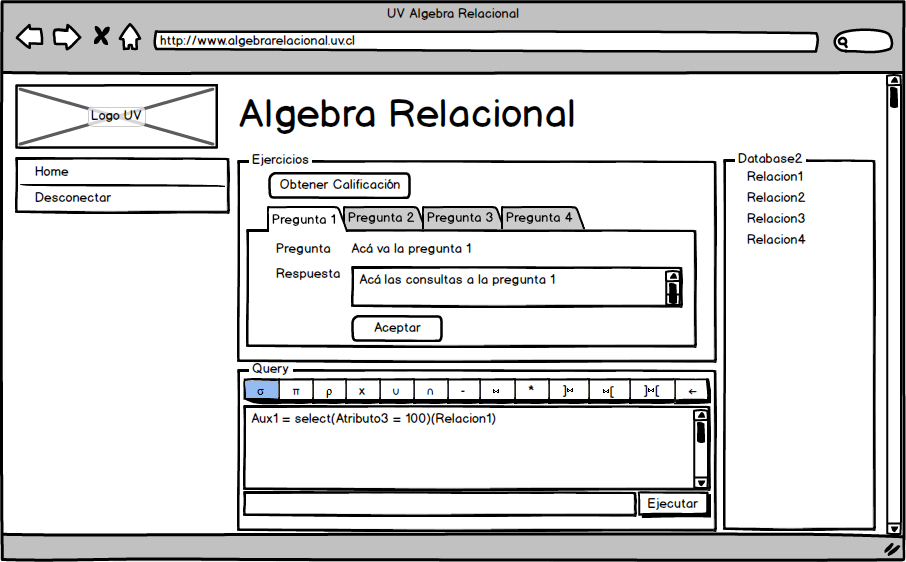 UV Algebra Relacional
http://www.algebrarelacional.uv.cl
Logo UV
Algebra Relacional
Home
Desconectar
Ejercicios
Obtener Calificación
Pregunta 1 Pregunta 2 Pregunta 3 Pregunta 4
Pregunta Acá va la pregunta 1
Respuesta Acá las consultas a la pregunta 1
Aceptar
Query
σ π ρ x ∪ ∩ - ⋈ * ]⋈ ⋈[ ]⋈[ ←
Aux1 = select(Atributo3 = 100)(Relacion1)
Ejecutar
Database2
Relacion1
Relacion2
Relacion3
Relacion4